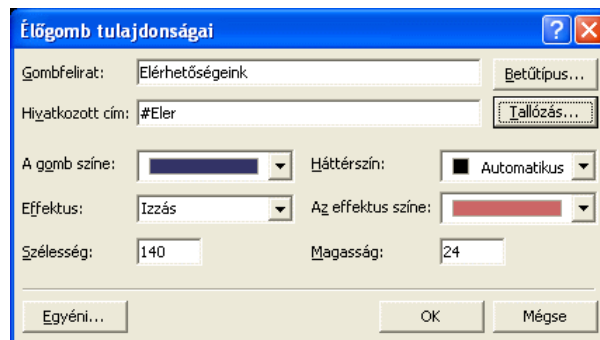 Élőgomb tulajdonságai
Gombfelirat: Elérhetőségeink Betűtípus...
Hivatkozott cím: #Eler Tallózás...
A gomb színe: Háttérszín: Automatikus
Effektus: Izzás Az effektus színe:
Szélesség: 140 Magasság: 24
Egyéni... OK Mégse